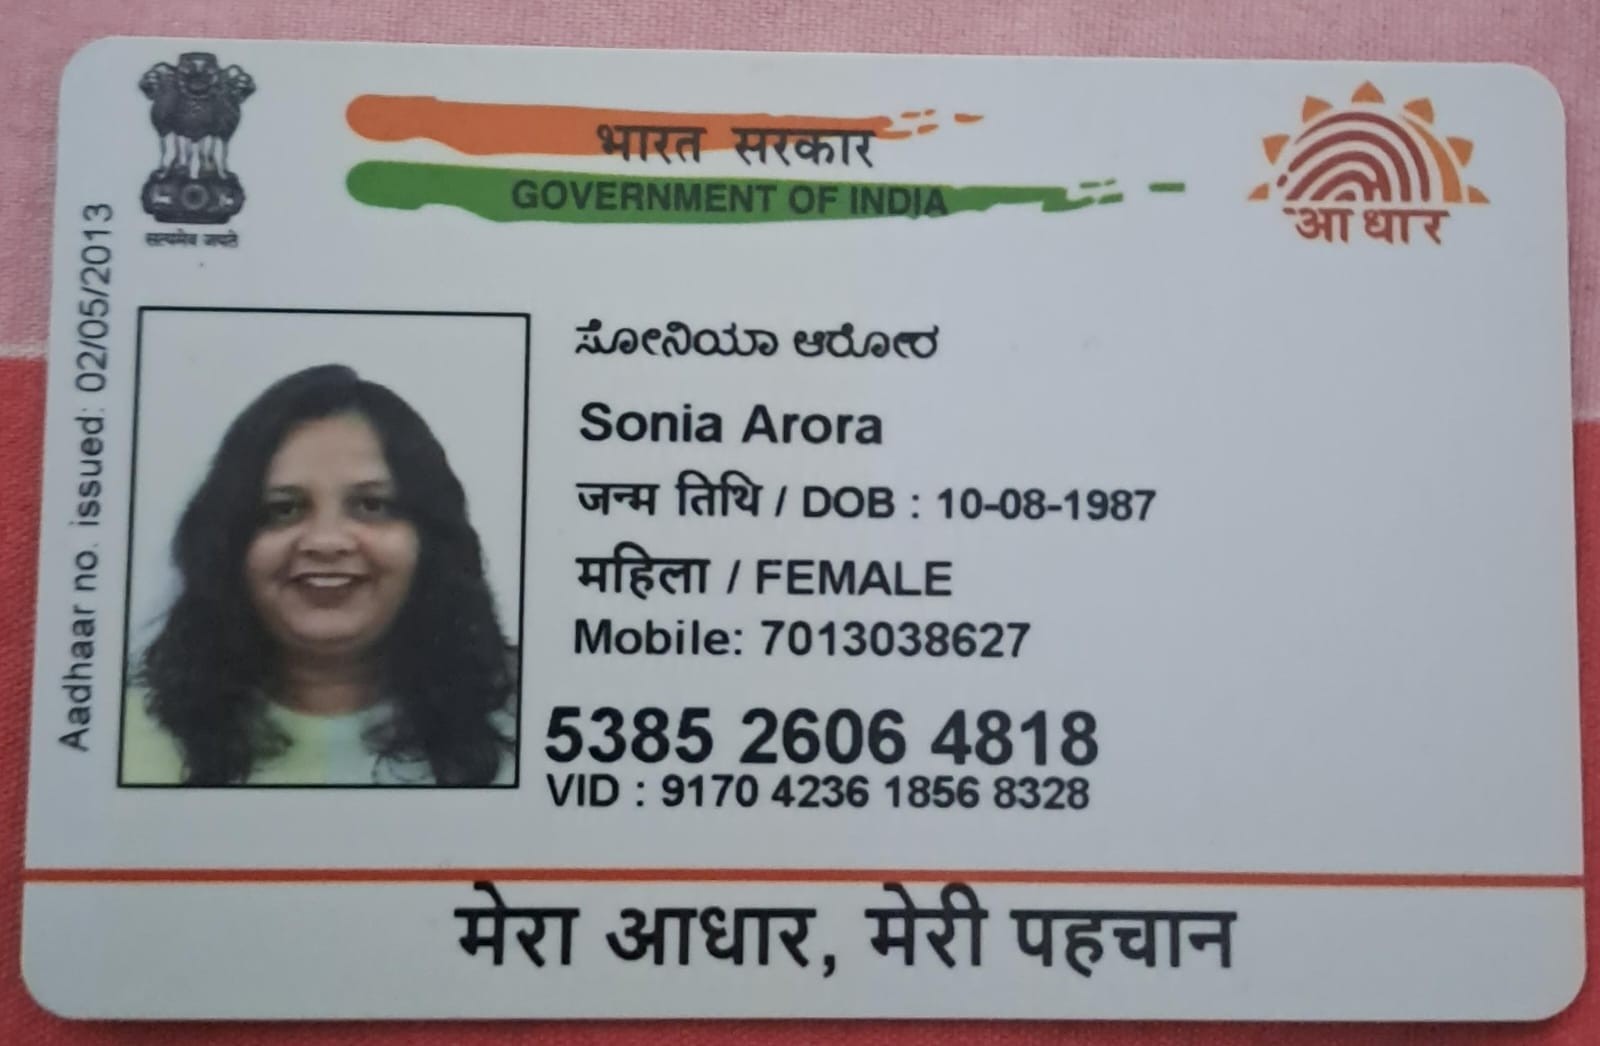 सत्यमेव जयते
भारत सरकार
GOVERNMENT OF INDIA
आधार
Aadhaar no. issued: 02/05/2013
ಸೋನಿಯಾ ಆರೋರ
Sonia Arora
जन्म तिथि / DOB : 10-08-1987
महिला / FEMALE
Mobile: 7013038627
5385 2606 4818
VID : 9170 4236 1856 8328
मेरा आधार, मेरी पहचान